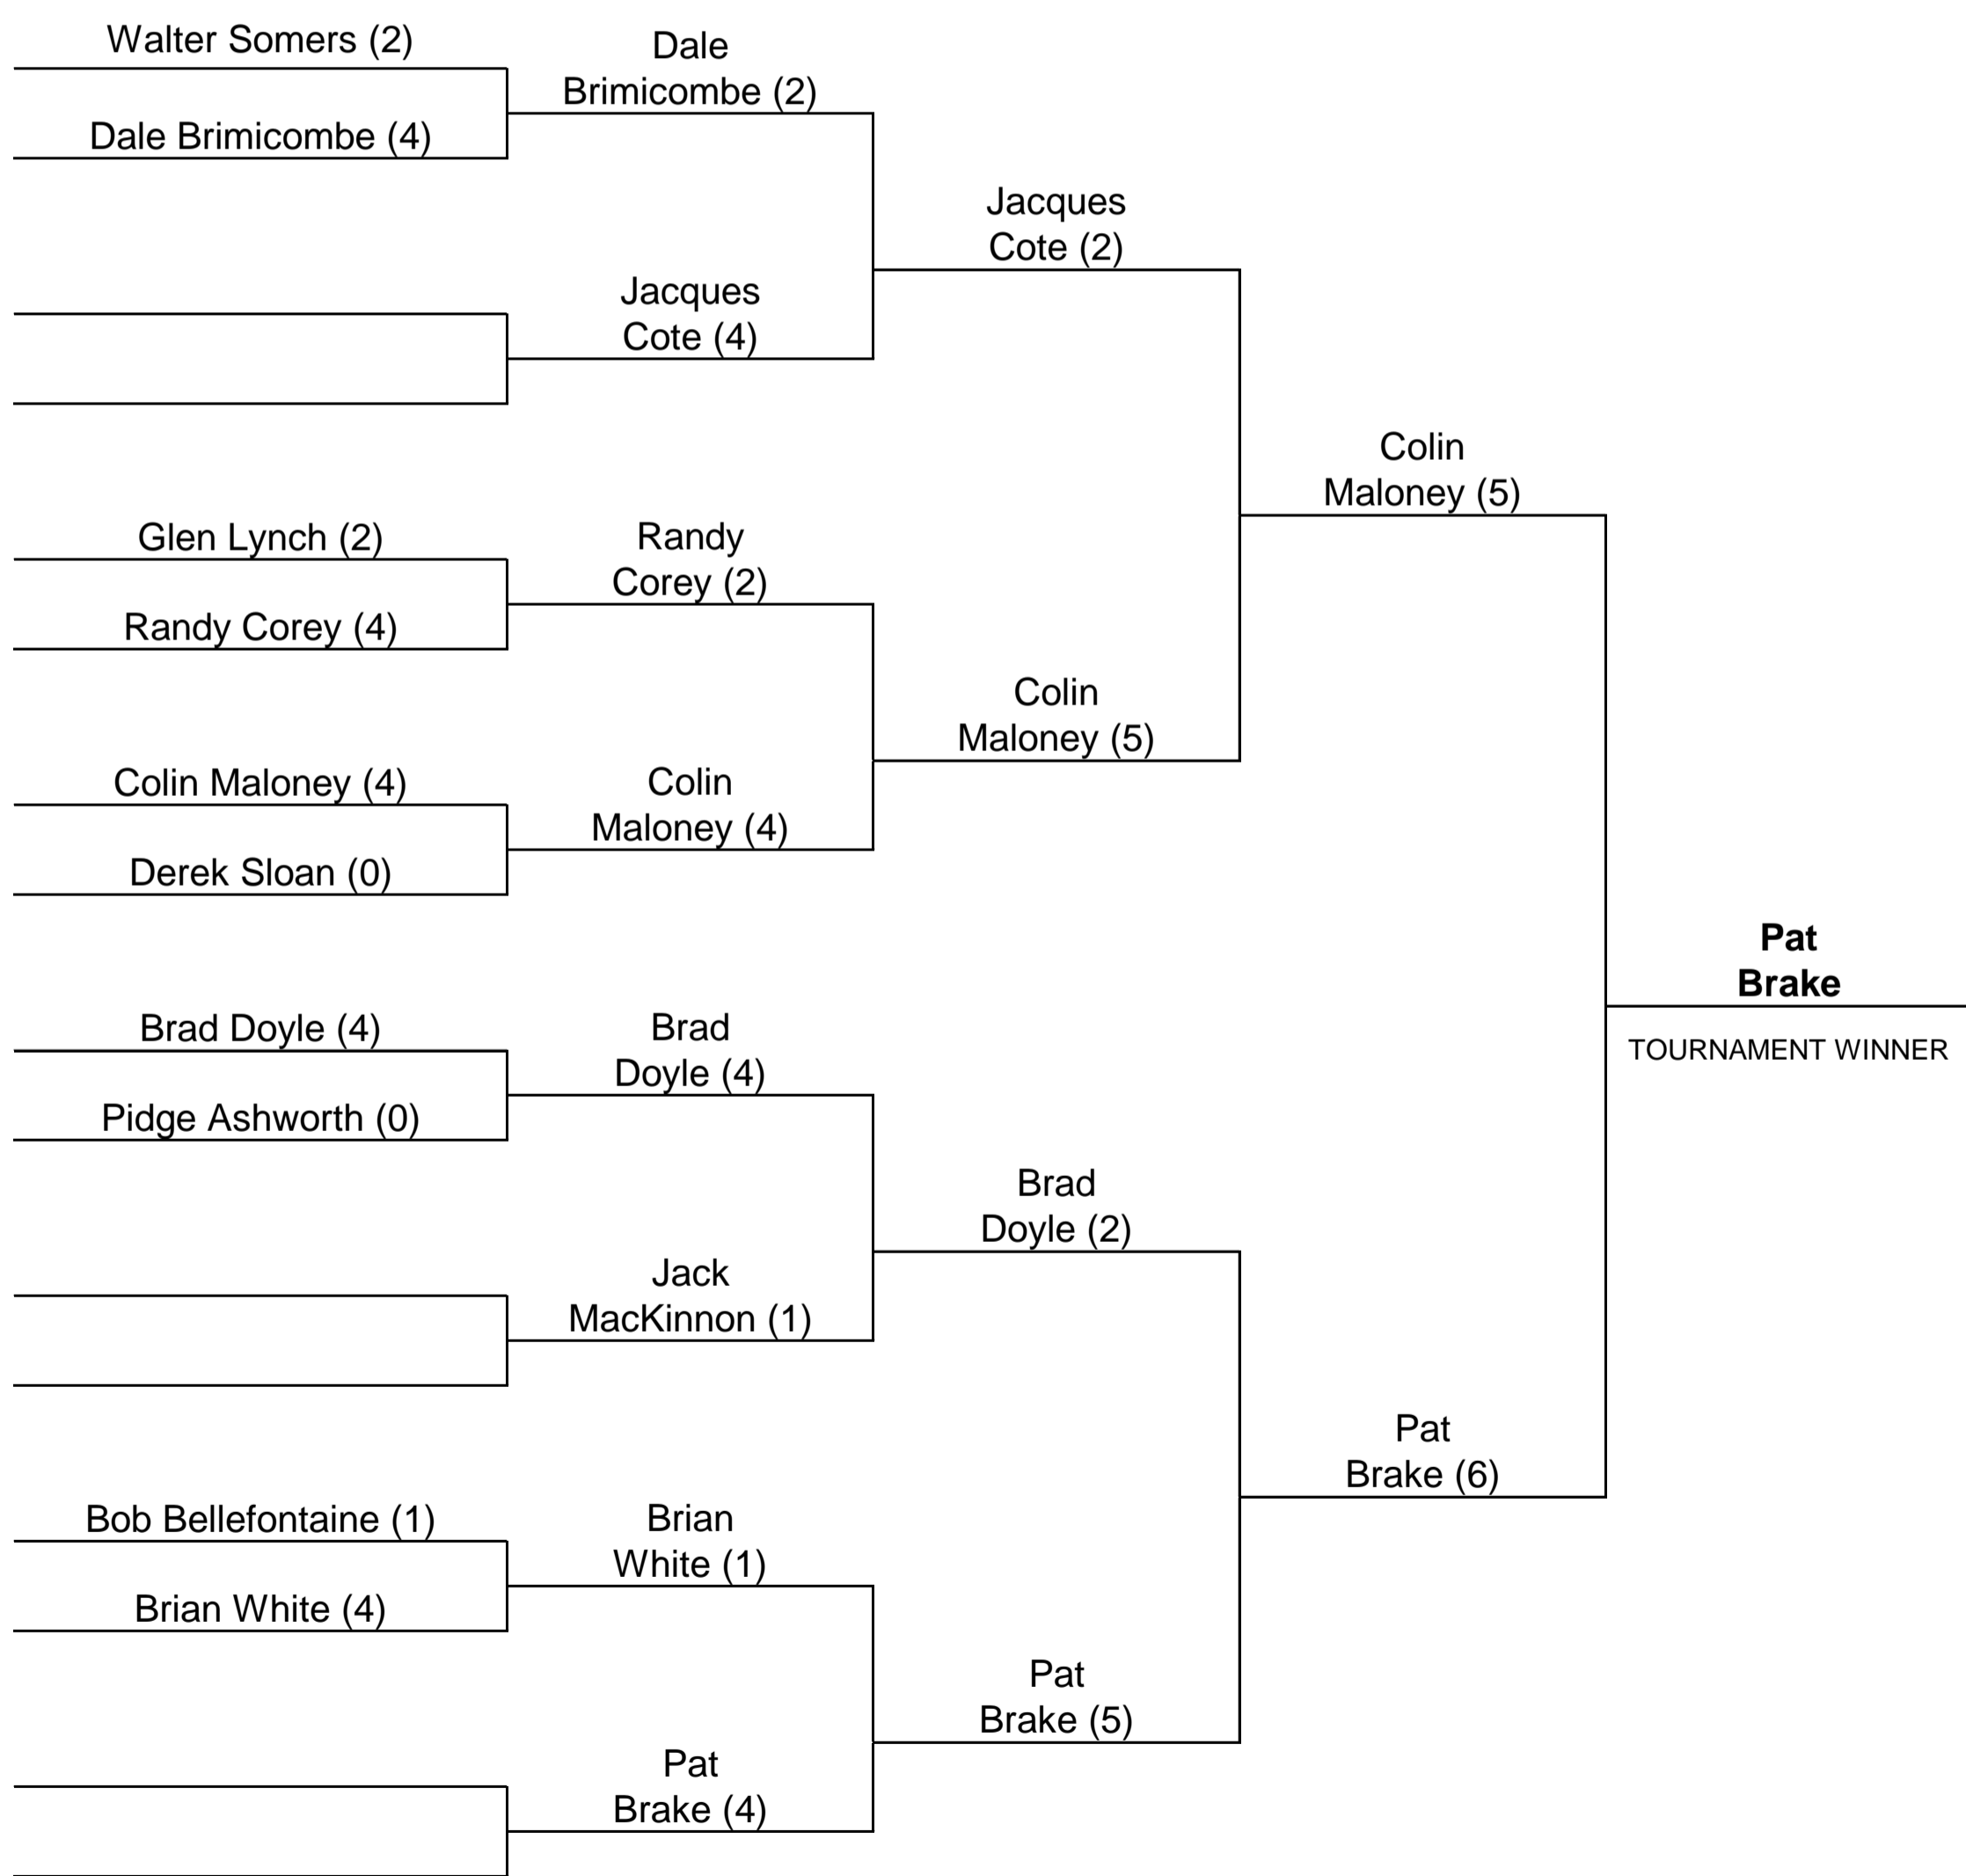 Walter Somers (2)
Dale Brimicombe (4)
Glen Lynch (2)
Randy Corey (4)
Colin Maloney (4)
Derek Sloan (0)
Brad Doyle (4)
Pidge Ashworth (0)
Bob Bellefontaine (1)
Brian White (4)
Dale
Brimicombe (2)
Jacques
Cote (4)
Randy
Corey (2)
Colin
Maloney (4)
Brad
Doyle (4)
Jack
MacKinnon (1)
Brian
White (1)
Pat
Brake (4)
Jacques
Cote (2)
Colin
Maloney (5)
Brad
Doyle (2)
Pat
Brake (5)
Colin
Maloney (5)
Pat
Brake (6)
Pat
Brake
TOURNAMENT WINNER